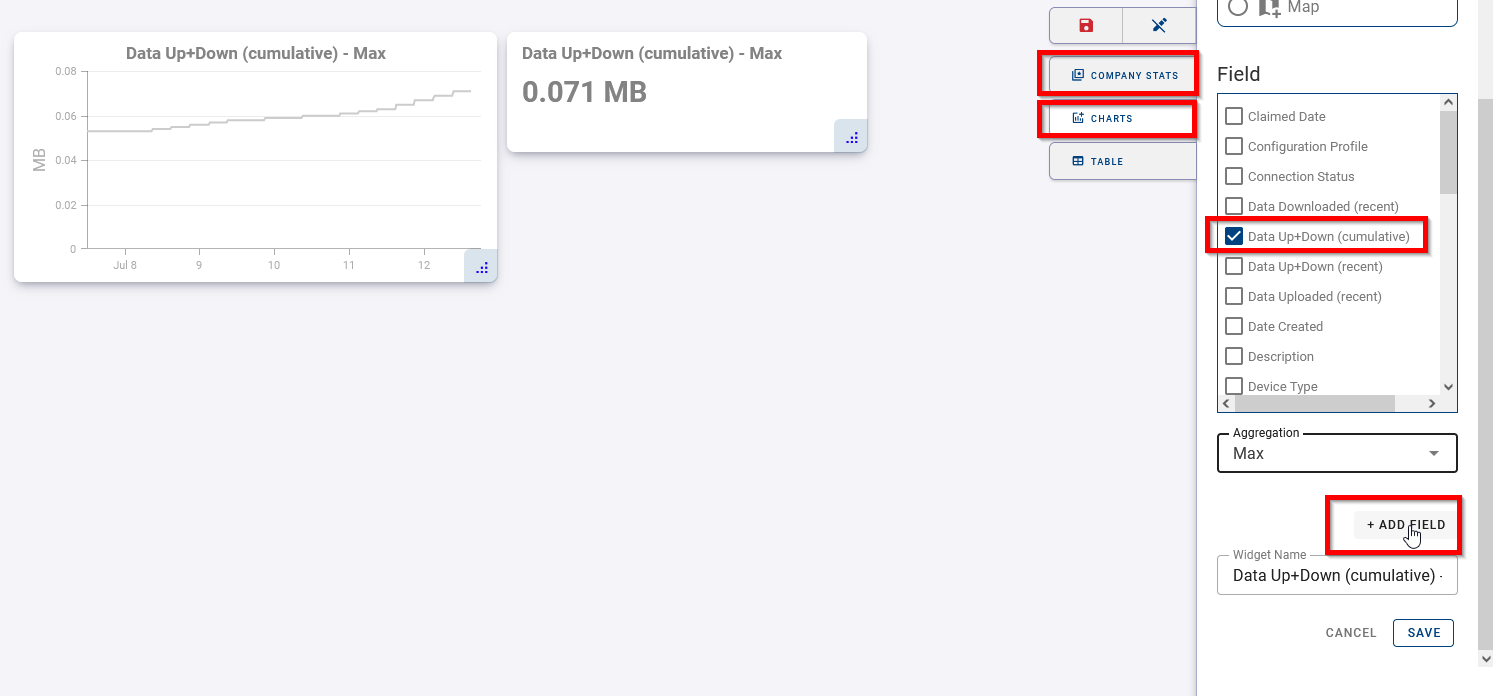 Data Up+Down (cumulative) - Max
0.08
0.06
0.04
0.02
0
MB
Jul 8
9
10
11
12
Data Up+Down (cumulative) - Max
0.071 MB
COMPANY STATS
CHARTS
TABLE
Map
Field
Claimed Date
Configuration Profile
Connection Status
Data Downloaded (recent)
Data Up+Down (cumulative)
Data Up+Down (recent)
Data Uploaded (recent)
Date Created
Description
Device Type
Aggregation
Max
+ ADD FIELD
Widget Name
Data Up+Down (cumulative) -
CANCEL
SAVE